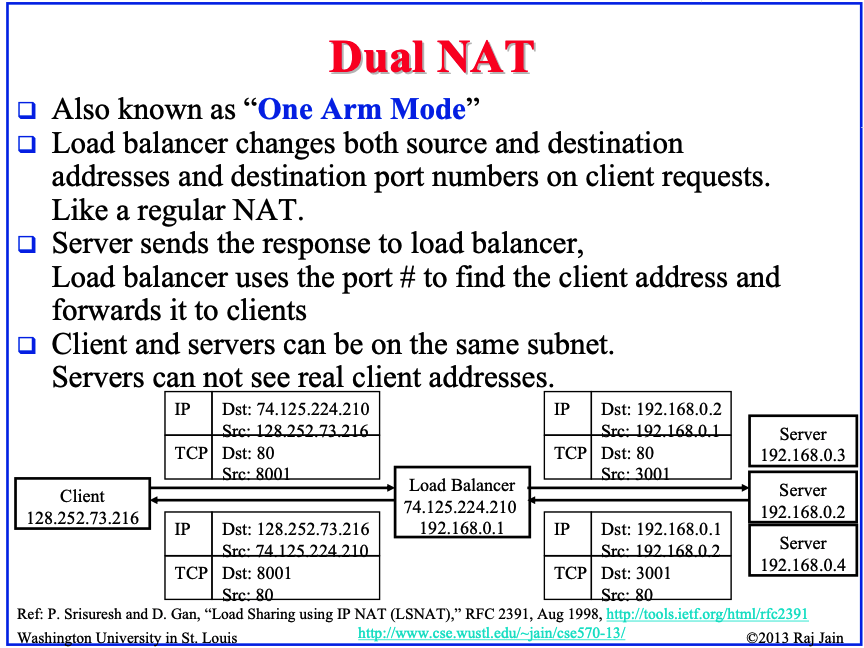 Dual NAT
Also known as “One Arm Mode”
Load balancer changes both source and destination
addresses and destination port numbers on client requests.
Like a regular NAT.
Server sends the response to load balancer,
Load balancer uses the port # to find the client address and
forwards it to clients
Client and servers can be on the same subnet.
Servers can not see real client addresses.
IP Dst: 74.125.224.210
Src: 128.252.73.216
TCP Dst: 80
Src: 8001
IP Dst: 192.168.0.2
Src: 192.168.0.1
TCP Dst: 80
Src: 3001
Client
128.252.73.216
Load Balancer
74.125.224.210
192.168.0.1
Server
192.168.0.3
Server
192.168.0.2
Server
192.168.0.4
IP Dst: 128.252.73.216
Src: 74.125.224.210
TCP Dst: 8001
Src: 80
IP Dst: 192.168.0.1
Src: 192.168.0.2
TCP Dst: 3001
Src: 80
Ref: P. Srisuresh and D. Gan, “Load Sharing using IP NAT (LSNAT),” RFC 2391, Aug 1998, http://tools.ietf.org/html/rfc2391
Washington University in St. Louis http://www.cse.wustl.edu/~jain/cse570-13/ ©2013 Raj Jain